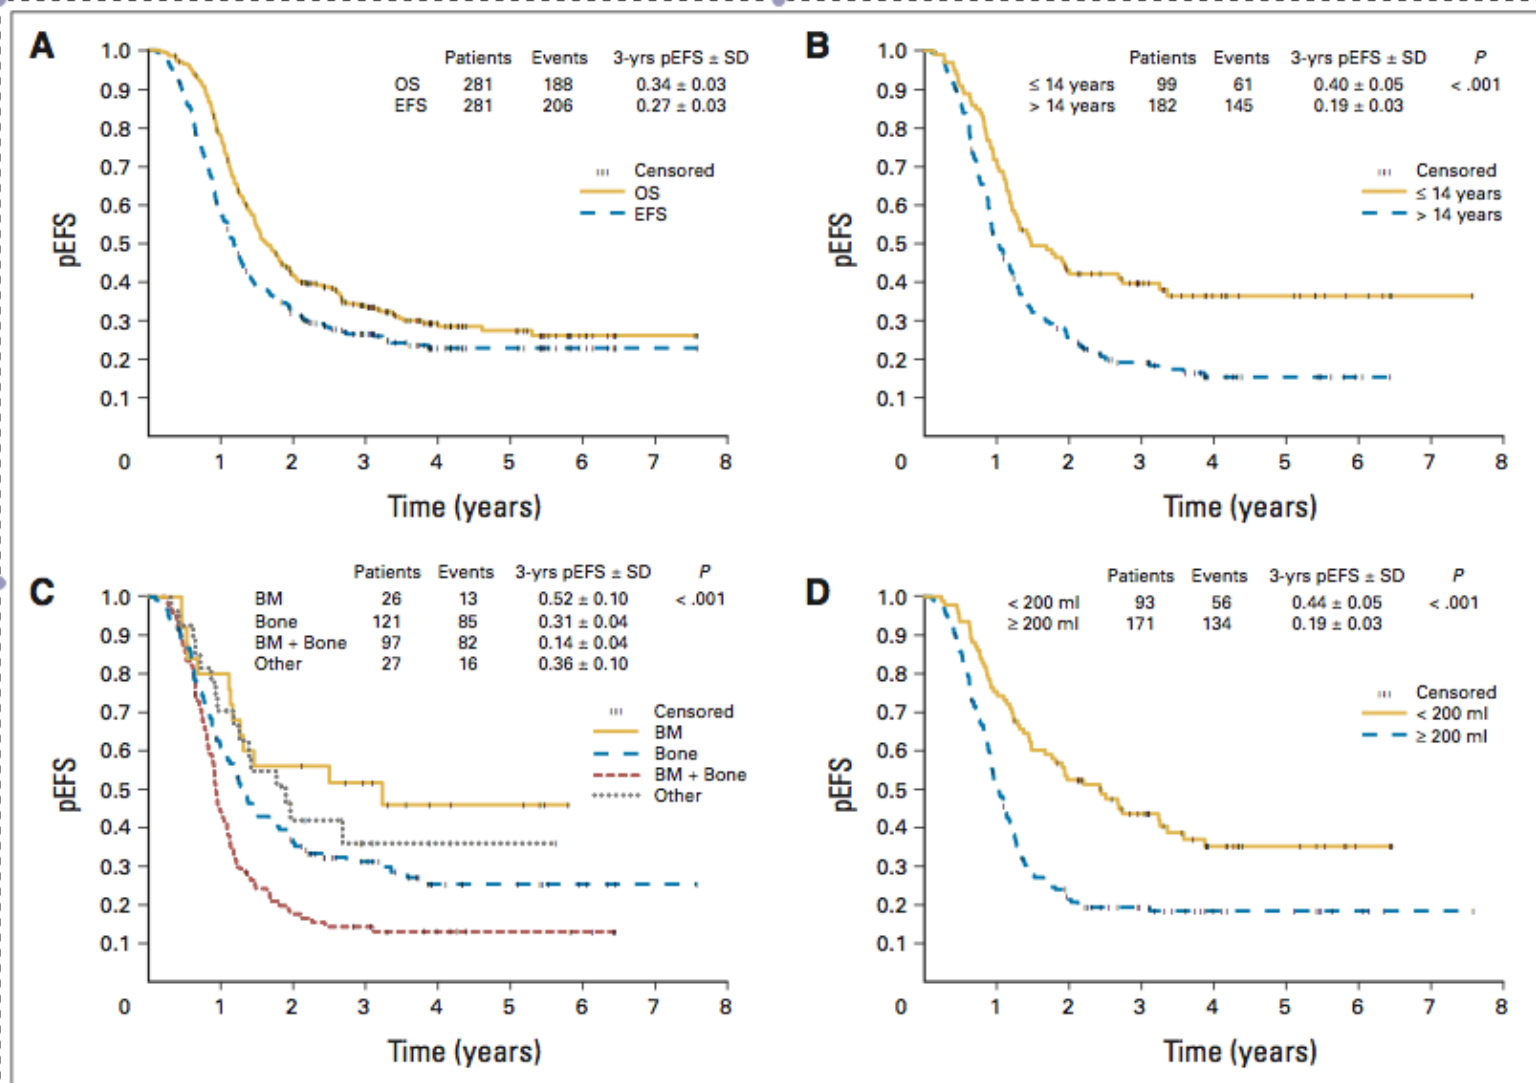 A
Patients Events 3-yrs pEFS ± SD
OS 281 188 0.34 ± 0.03
EFS 281 206 0.27 ± 0.03
Censored
OS
EFS
pEFS
1.0
0.9
0.8
0.7
0.6
0.5
0.4
0.3
0.2
0.1
0 1 2 3 4 5 6 7 8
Time (years)
B
Patients Events 3-yrs pEFS ± SD P
≤ 14 years 99 61 0.40 ± 0.05 < .001
> 14 years 182 145 0.19 ± 0.03
Censored
≤ 14 years
> 14 years
pEFS
1.0
0.9
0.8
0.7
0.6
0.5
0.4
0.3
0.2
0.1
0 1 2 3 4 5 6 7 8
Time (years)
C
Patients Events 3-yrs pEFS ± SD P
BM 26 13 0.52 ± 0.10 < .001
Bone 121 85 0.31 ± 0.04
BM + Bone 97 82 0.14 ± 0.04
Other 27 16 0.36 ± 0.10
Censored
BM
Bone
BM + Bone
Other
pEFS
1.0
0.9
0.8
0.7
0.6
0.5
0.4
0.3
0.2
0.1
0 1 2 3 4 5 6 7 8
Time (years)
D
Patients Events 3-yrs pEFS ± SD P
< 200 ml 93 56 0.44 ± 0.05 < .001
≥ 200 ml 171 134 0.19 ± 0.03
Censored
< 200 ml
≥ 200 ml
pEFS
1.0
0.9
0.8
0.7
0.6
0.5
0.4
0.3
0.2
0.1
0 1 2 3 4 5 6 7 8
Time (years)